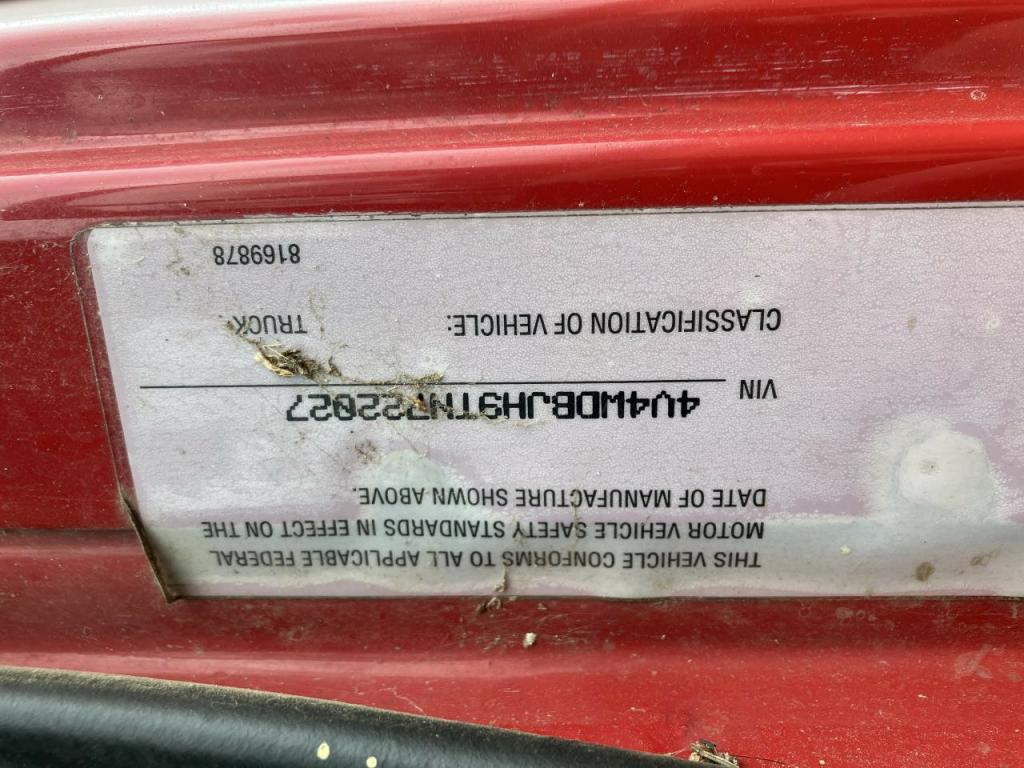 THIS VEHICLE CONFORMS TO ALL APPLICABLE FEDERAL
MOTOR VEHICLE SAFETY STANDARDS IN EFFECT ON THE
DATE OF MANUFACTURE SHOWN ABOVE.
VIN 4V4WDBJH9TN722027
CLASSIFICATION OF VEHICLE: TRUCK
8169878